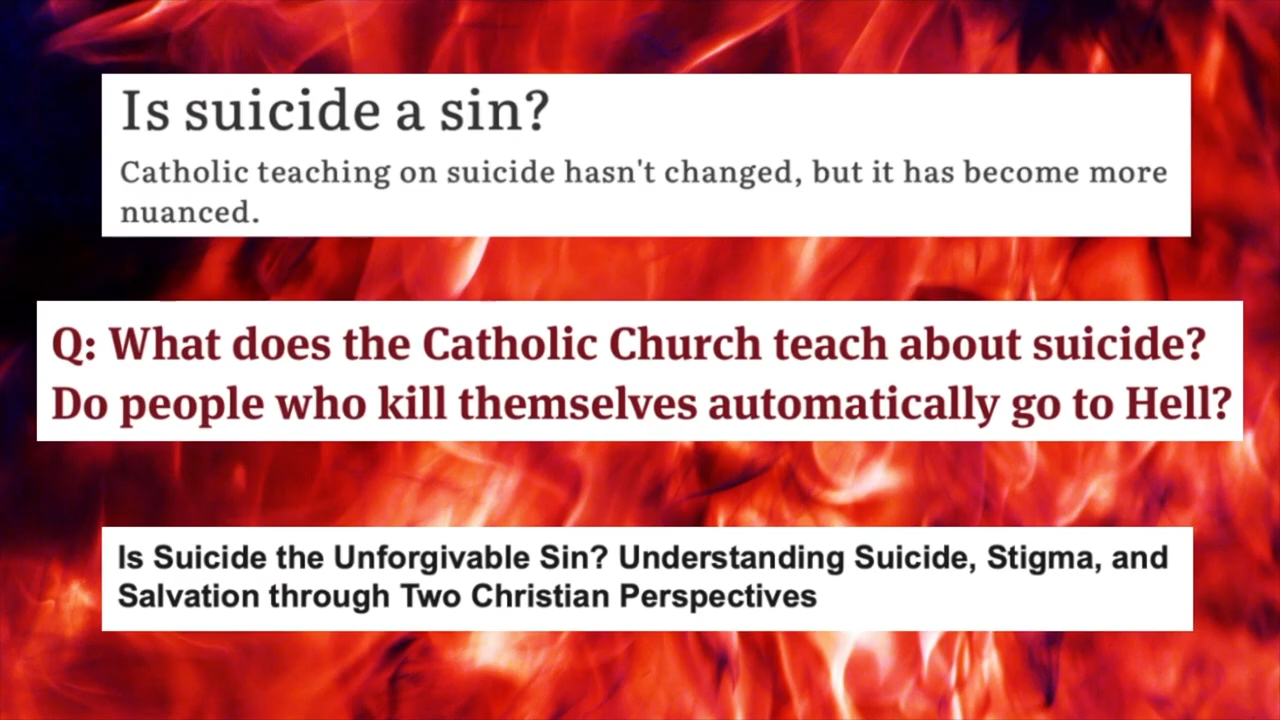 Is suicide a sin?
Catholic teaching on suicide hasn't changed, but it has become more
nuanced.
Q: What does the Catholic Church teach about suicide?
Do people who kill themselves automatically go to Hell?
Is Suicide the Unforgivable Sin? Understanding Suicide, Stigma, and
Salvation through Two Christian Perspectives